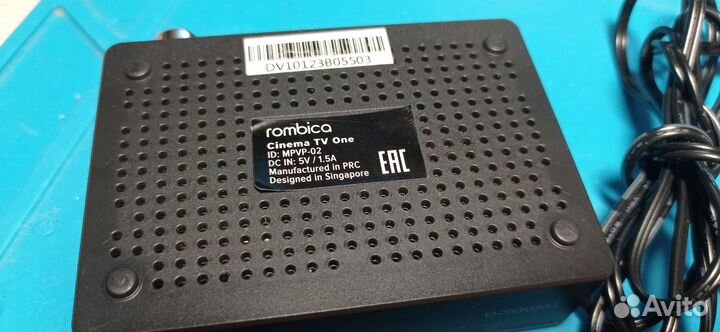 DV10123B05503
rombica
Cinema TV One
ID: MPVP-02
DC IN: 5V / 1.5A
Manufactured in PRC
Designed in Singapore
EAC
rombica
Avito